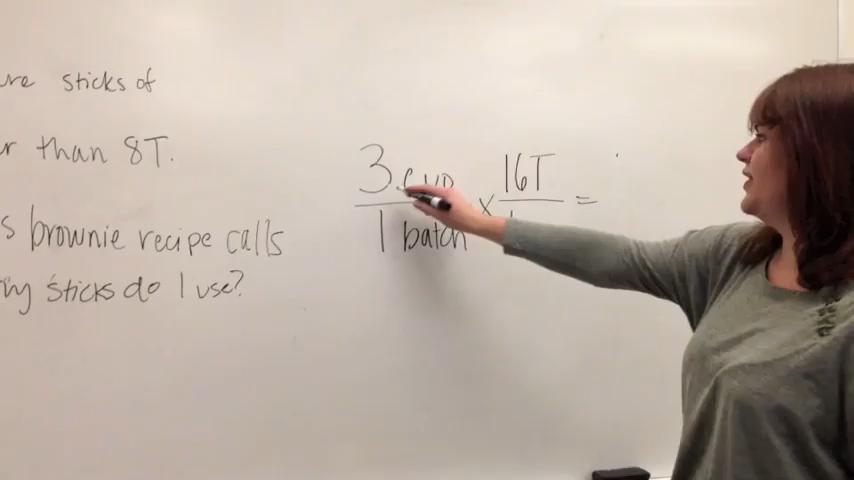 sticks of
than 8T.
brownie recipe calls
sticks do I use?
3 cup
1 batch
x
16T
=